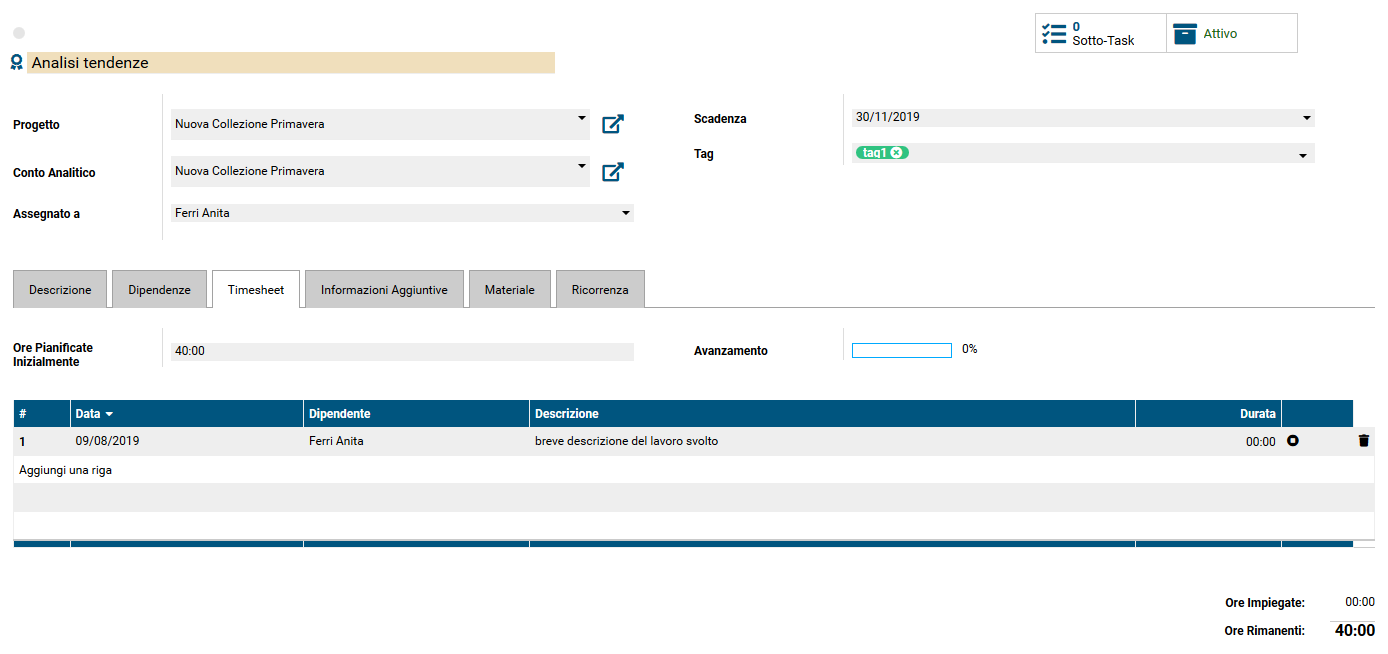 0
Sotto-Task
Attivo
Analisi tendenze
Progetto
Nuova Collezione Primavera
Scadenza
30/11/2019
Tag
tag1
Conto Analitico
Nuova Collezione Primavera
Assegnato a
Ferri Anita
Descrizione
Dipendenze
Timesheet
Informazioni Aggiuntive
Materiale
Ricorrenza
Ore Pianificate
Inizialmente
40:00
Avanzamento
0%
# Data Dipendente Descrizione Durata
1 09/08/2019 Ferri Anita breve descrizione del lavoro svolto 00:00
Aggiungi una riga
Ore Impiegate: 00:00
Ore Rimanenti: 40:00